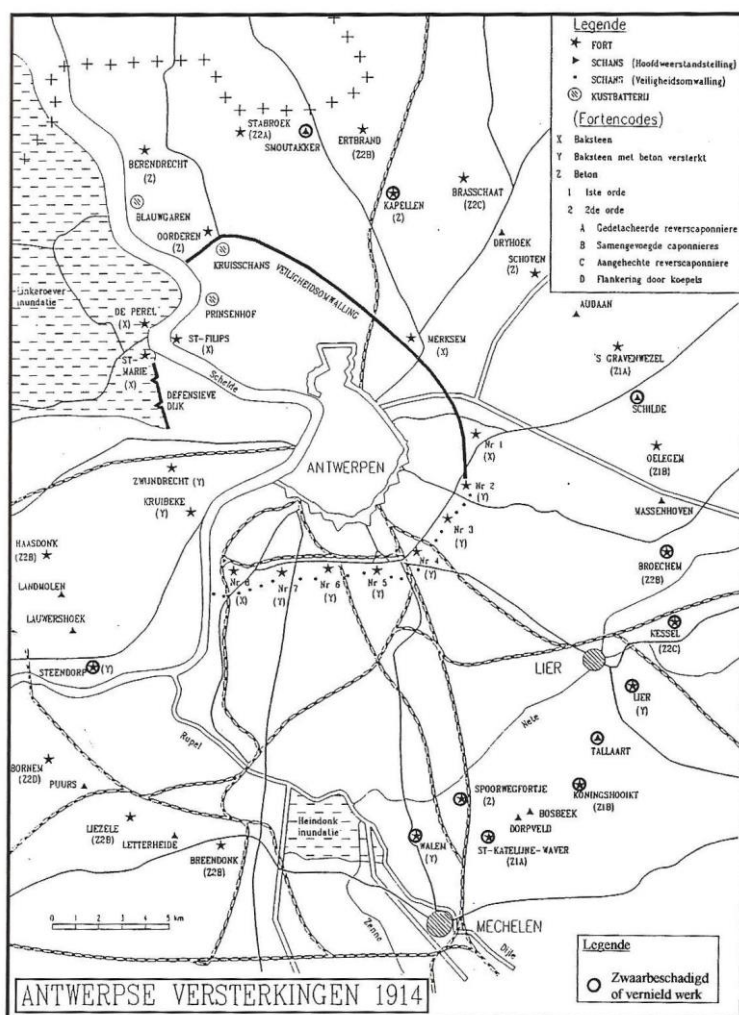 Legende
FORT
SCHANS (Hoofdweerstandstelling)
SCHANS (Veiligheidsomwalling)
KUSTBATTERIJ
(Fortencodes)
X Baksteen
Y Baksteen met beton versterkt
Z Beton
1 1ste orde
2 2de orde
A Gedetacheerde reverscaponniere
B Samengevoegde caponnieres
C Aangehechte reverscaponniere
D Flankering door koepels
STABROEK
(Z2A)
SMOUTAKKER
ERTBRAND
(Z2B)
BERENDRECHT
(Z)
BRASSCHAAT
(Z2C)
KAPELLEN
(Z)
BLAUWGAREN
OORDEREN
(Z)
KRUISSCHANS
VEILIGHEIDSOMWALLING
DRYHOEK
SCHOTEN
(Z)
Linkeroever
inundatie
PRINSENHOF
AUDAAN
DE PEREL
(X)
ST-FILIPS
(X)
MERKSEM
(X)
'S GRAVENWEZEL
(Z1A)
ST-
MARIE
(X)
Schelde
DEFENSIEVE
DIJK
SCHILDE
Nr 1
(X)
OELEGEM
(Z1B)
ANTWERPEN
ZWIJNDRECHT (Y)
Nr 2
(Y)
MASSENHOVEN
KRUIBEKE
(Y)
Nr 3
(Y)
HAASDONK
(Z2B)
Nr 4
(Y)
BROECHEM
(Z2B)
Nr 8
(X)
Nr 7
(Y)
Nr 6
(Y)
Nr 5
(Y)
LANDMOLEN
LAUWERSHOEK
KESSEL
(Z2C)
STEENDORP (Y)
LIER
LIER
(Y)
Nete
Rupel
TALLAART
BORNEM
(Z2D)
PUURS
SPOORWEGFORTJE
(Z)
KONINGSHOOIKT
(Z1B)
LIEZELE
(Z2B)
LETTERHEIDE
Heindonk
inundatie
BOSBEEK
DORPVELD
BREENDONK
(Z2B)
WALEM
(Y)
ST-KATELIJNE-WAVER
(Z1A)
0 1 2 3 4 5 km
MECHELEN
Zenne
Dijle
ANTWERPSE VERSTERKINGEN 1914
Legende
Zwaarbeschadigd
of vernield werk